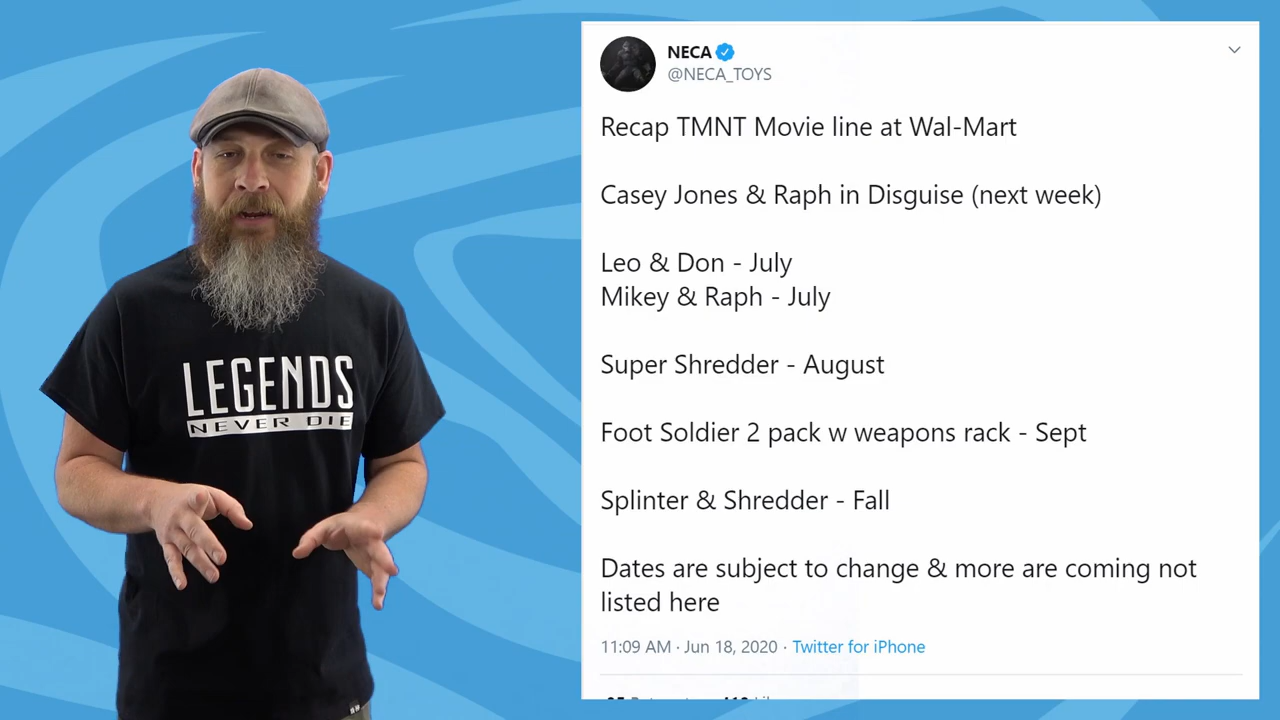 LEGENDS
NEVER DIE
NECA
@NECA_TOYS
Recap TMNT Movie line at Wal-Mart
Casey Jones & Raph in Disguise (next week)
Leo & Don - July
Mikey & Raph - July
Super Shredder - August
Foot Soldier 2 pack w weapons rack - Sept
Splinter & Shredder - Fall
Dates are subject to change & more are coming not
listed here
11:09 AM · Jun 18, 2020 · Twitter for iPhone